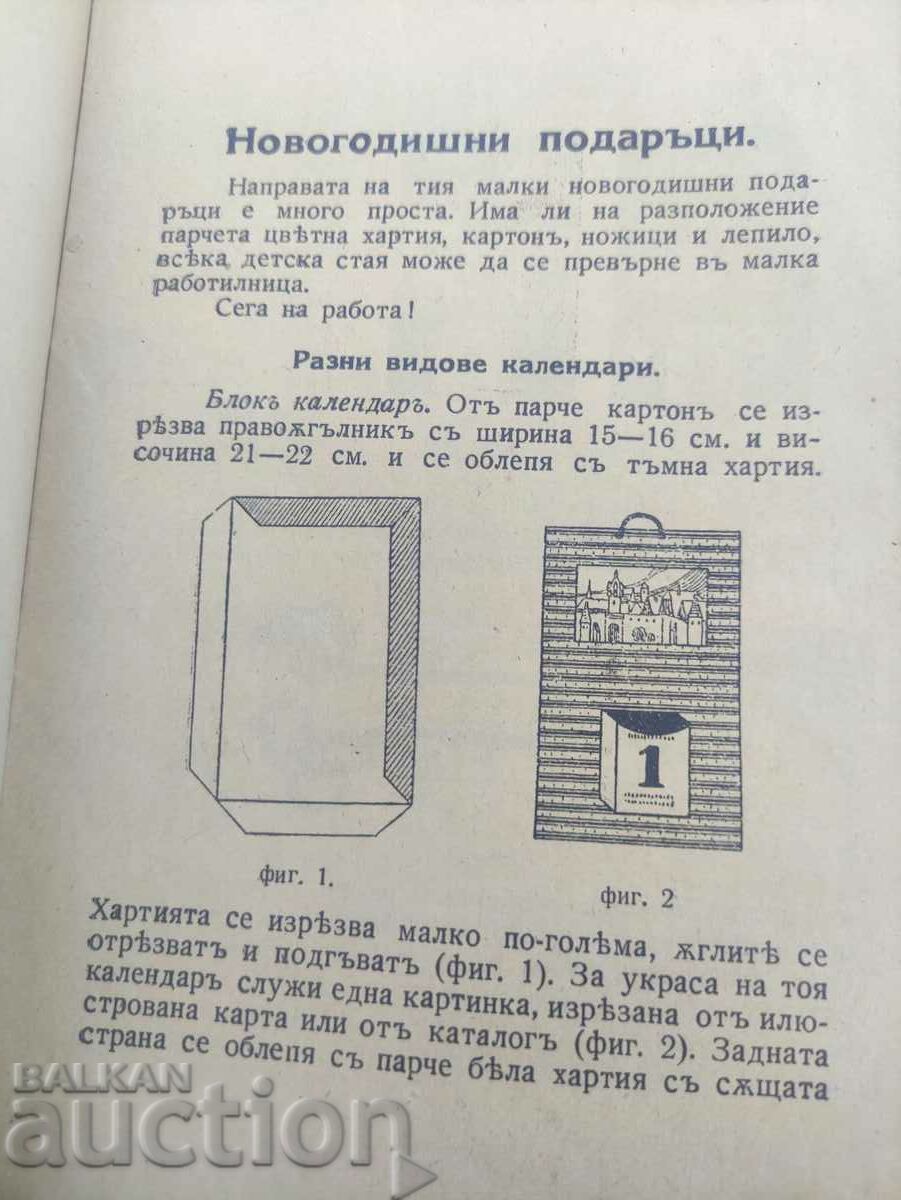 Новогодишни подаръци.
Направата на тия малки новогодишни пода-
ръци е много проста. Има ли на разположение
парчета цвѣтна хартия, картонъ, ножици и лепило,
всѣка детска стая може да се превърне въ малка
работилница.
Сега на работа!
Разни видове календари.
Блокъ календаръ. Отъ парче картонъ се из-
рѣзва правоѫгълникъ съ ширина 15—16 см. и ви-
сочина 21—22 см. и се облепя съ тъмна хартия.
1
фиг. 1.
фиг. 2
Хартията се изрѣзва малко по-голѣма, ѫглитѣ се
отрѣзватъ и подгъватъ (фиг. 1). За украса на тоя
календаръ служи една картинка, изрѣзана отъ илю-
стрована карта или отъ каталогъ (фиг. 2). Задната
страна се облепя съ парче бѣла хартия съ сѫщата
BALKAN
auction